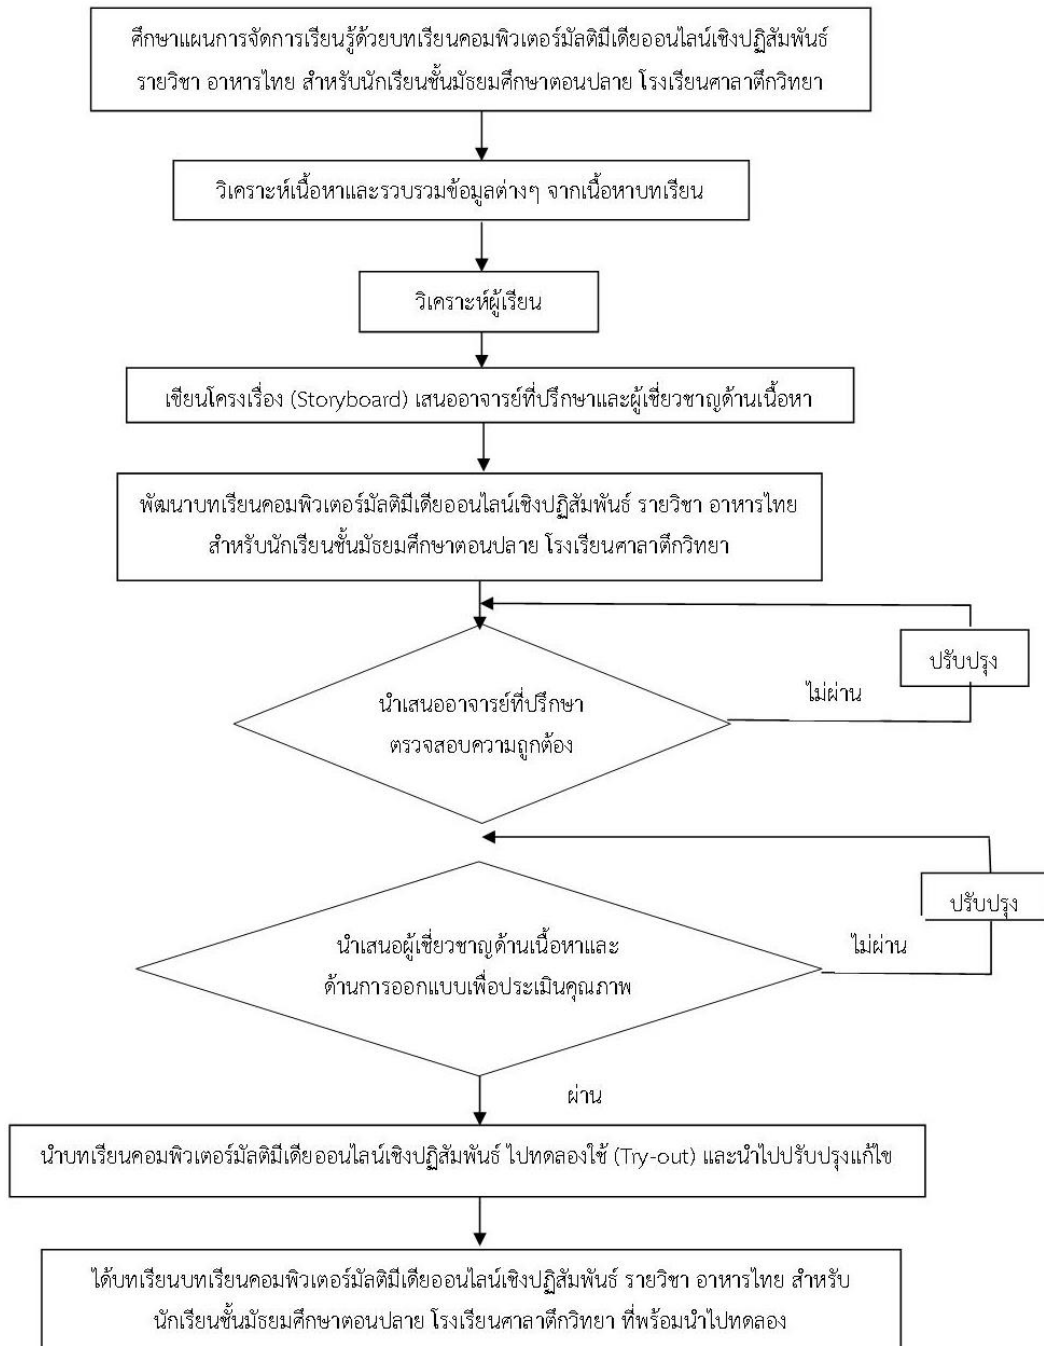 ศึกษาแผนการจัดการเรียนรู้ด้วยบทเรียนคอมพิวเตอร์มัลติมีเดียออนไลน์เชิงปฏิสัมพันธ์
รายวิชา อาหารไทย สำหรับนักเรียนชั้นมัธยมศึกษาตอนปลาย โรงเรียนศาลาตึกวิทยา
วิเคราะห์เนื้อหาและรวบรวมข้อมูลต่างๆ จากเนื้อหาบทเรียน
วิเคราะห์ผู้เรียน
เขียนโครงเรื่อง (Storyboard) เสนออาจารย์ที่ปรึกษาและผู้เชี่ยวชาญด้านเนื้อหา
พัฒนาบทเรียนคอมพิวเตอร์มัลติมีเดียออนไลน์เชิงปฏิสัมพันธ์ รายวิชา อาหารไทย
สำหรับนักเรียนชั้นมัธยมศึกษาตอนปลาย โรงเรียนศาลาตึกวิทยา
ปรับปรุง
ไม่ผ่าน
นำเสนออาจารย์ที่ปรึกษา
ตรวจสอบความถูกต้อง
ปรับปรุง
ไม่ผ่าน
นำเสนอผู้เชี่ยวชาญด้านเนื้อหาและ
ด้านการออกแบบเพื่อประเมินคุณภาพ
ผ่าน
นำบทเรียนคอมพิวเตอร์มัลติมีเดียออนไลน์เชิงปฏิสัมพันธ์ ไปทดลองใช้ (Try-out) และนำไปปรับปรุงแก้ไข
ได้บทเรียนบทเรียนคอมพิวเตอร์มัลติมีเดียออนไลน์เชิงปฏิสัมพันธ์ รายวิชา อาหารไทย สำหรับ
นักเรียนชั้นมัธยมศึกษาตอนปลาย โรงเรียนศาลาตึกวิทยา ที่พร้อมนำไปทดลอง